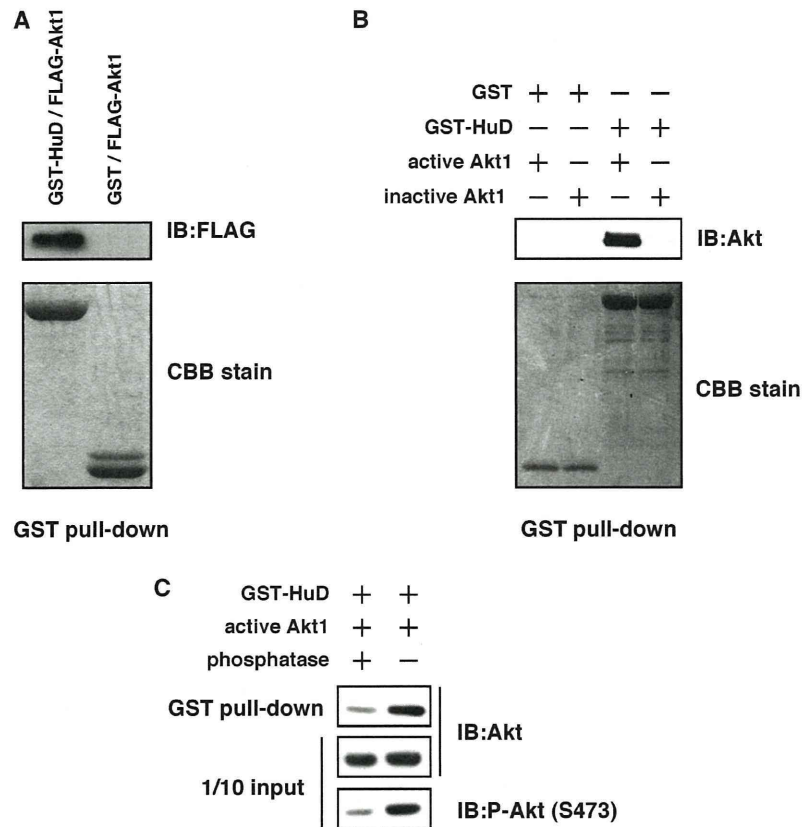 A
GST-HuD / FLAG-Akt1
GST / FLAG-Akt1
IB:FLAG
CBB stain
GST pull-down
B
GST + + − −
GST-HuD − − + +
active Akt1 + − + −
inactive Akt1 − + − +
IB:Akt
CBB stain
GST pull-down
C
GST-HuD + +
active Akt1 + +
phosphatase + −
GST pull-down
IB:Akt
1/10 input
IB:P-Akt (S473)